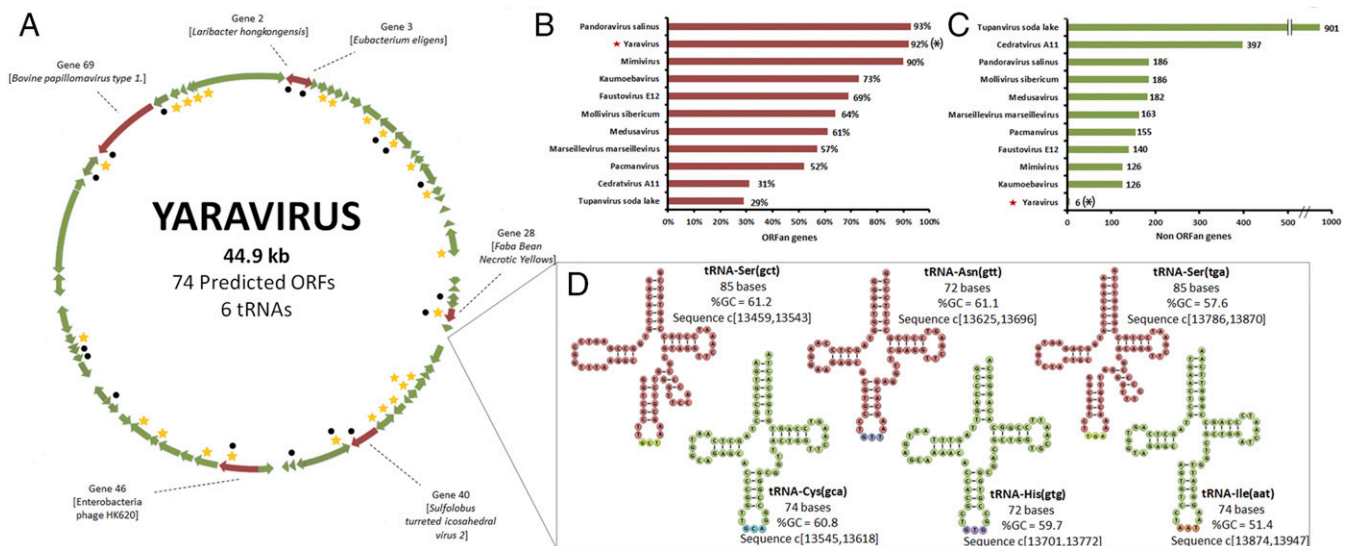 A
Gene 2
[Laribacter hongkongensis]
Gene 3
[Eubacterium eligens]
Gene 69
[Bovine papillomavirus type 1.]
YARAVIRUS
44.9 kb
74 Predicted ORFs
6 tRNAs
Gene 28
[Faba Bean
Necrotic Yellows]
Gene 46
[Enterobacteria
phage HK620]
Gene 40
[Sulfolobus
turreted icosahedral
virus 2]
B
Pandoravirus salinus 93%
Yaravirus 92% (*)
Mimivirus 90%
Kaumoebavirus 73%
Faustovirus E12 69%
Mollivirus sibericum 64%
Medusavirus 61%
Marseillevirus marseillevirus 57%
Pacmanvirus 52%
Cedratvirus A11 31%
Tupanvirus soda lake 29%
0% 10% 20% 30% 40% 50% 60% 70% 80% 90% 100%
ORFan genes
C
Tupanvirus soda lake 901
Cedratvirus A11 397
Pandoravirus salinus 186
Mollivirus sibericum 186
Medusavirus 182
Marseillevirus marseillevirus 163
Pacmanvirus 155
Faustovirus E12 140
Mimivirus 126
Kaumoebavirus 126
Yaravirus 6 (*)
0 100 200 300 400 500 1000
Non ORFan genes
D
tRNA-Ser(gct)
85 bases
%GC = 61.2
Sequence c[13459,13543]
tRNA-Asn(gtt)
72 bases
%GC = 61.1
Sequence c[13625,13696]
tRNA-Ser(tga)
85 bases
%GC = 57.6
Sequence c[13786,13870]
GCT
GTT
TGA
tRNA-Cys(gca)
74 bases
%GC = 60.8
Sequence c[13545,13618]
tRNA-His(gtg)
72 bases
%GC = 59.7
Sequence c[13701,13772]
tRNA-Ile(aat)
74 bases
%GC = 51.4
Sequence c[13874,13947]
GCA
GTG
AAT